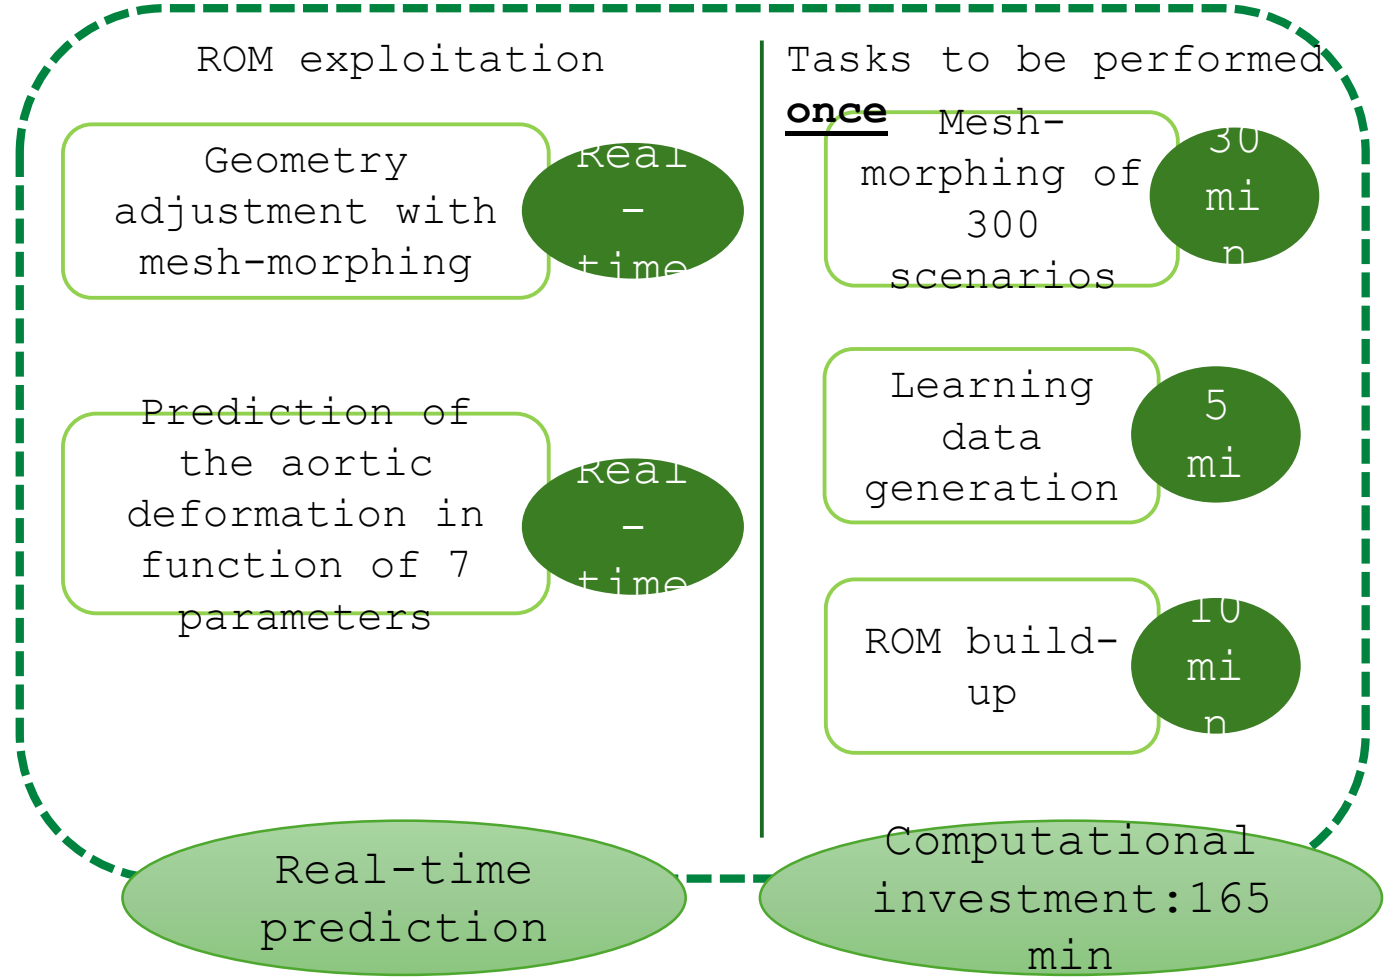 ROM exploitation
Geometry
adjustment with
mesh-morphing
Real
-
time
Prediction of
the aortic
deformation in
function of 7
parameters
Real
-
time
Real-time
prediction
Tasks to be performed
once
Mesh-
morphing of
300
scenarios
30
mi
n
Learning
data
generation
5
mi
ROM build-
up
10
mi
n
Computational
investment:165
min